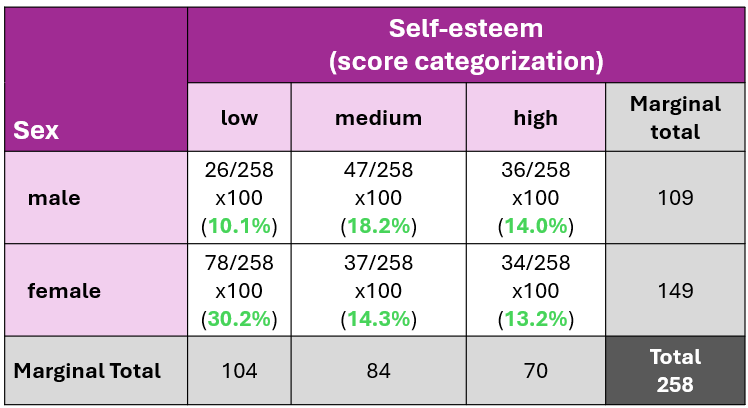 Self-esteem
(score categorization)
Sex
low
medium
high
Marginal
total
male
26/258
x100
(10.1%)
47/258
x100
(18.2%)
36/258
x100
(14.0%)
109
female
78/258
x100
(30.2%)
37/258
x100
(14.3%)
34/258
x100
(13.2%)
149
Marginal Total
104
84
70
Total
258